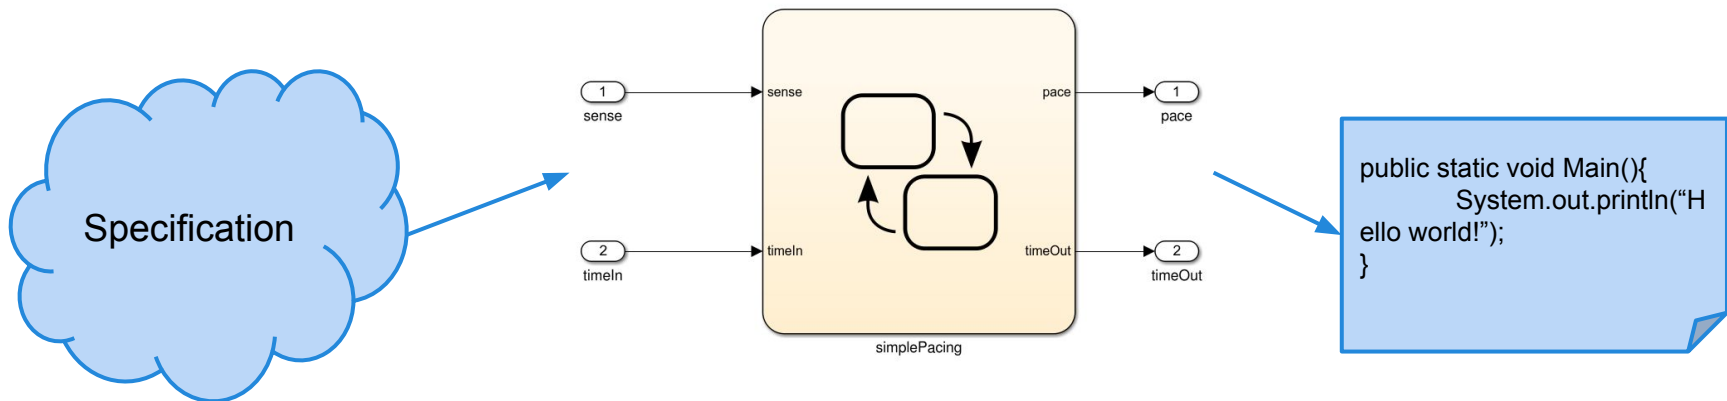 Specification
1
sense
2
timeIn
sense
timeIn
pace
timeOut
simplePacing
1
pace
2
timeOut
public static void Main(){
System.out.println(“H
ello world!”);
}